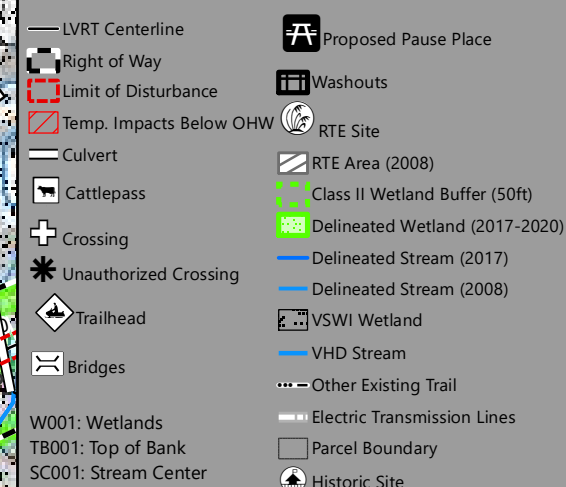 LVRT Centerline
Right of Way
Limit of Disturbance
Temp. Impacts Below OHW
Culvert
Cattlepass
Crossing
Unauthorized Crossing
Trailhead
Bridges
W001: Wetlands
TB001: Top of Bank
SC001: Stream Center
Proposed Pause Place
Washouts
RTE Site
RTE Area (2008)
Class II Wetland Buffer (50ft)
Delineated Wetland (2017-2020)
Delineated Stream (2017)
Delineated Stream (2008)
VSWI Wetland
VHD Stream
Other Existing Trail
Electric Transmission Lines
Parcel Boundary
Historic Site